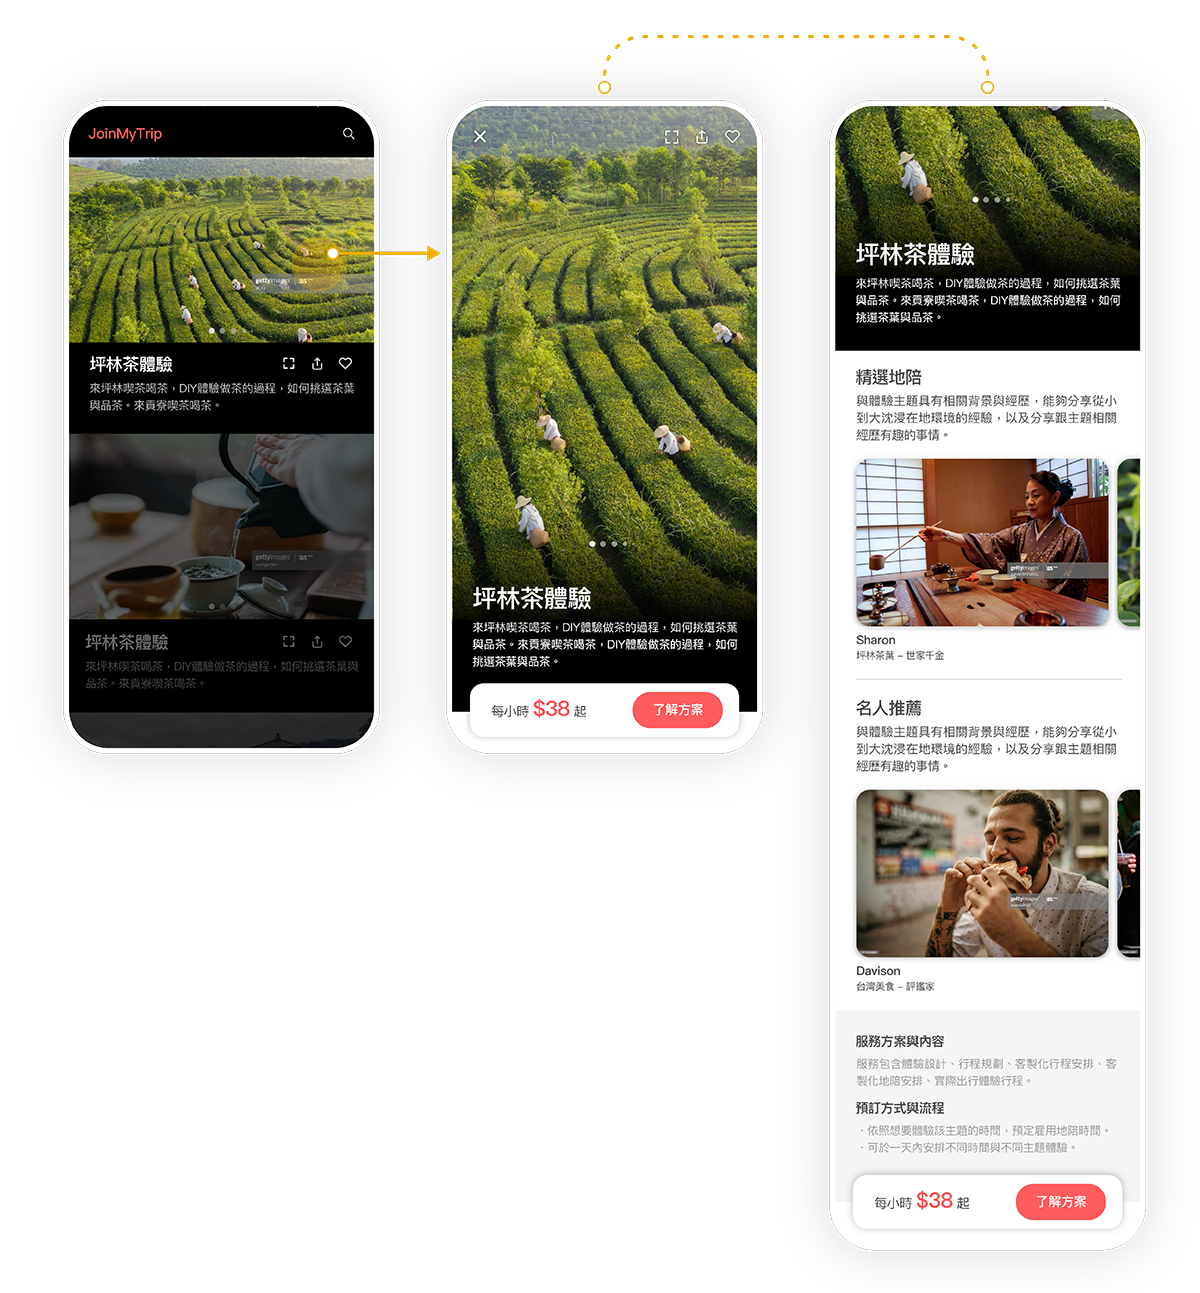 JoinMyTrip
gettyimages
坪林茶體驗
來坪林喫茶喝茶，DIY體驗做茶的過程，如何挑選茶葉
與品茶。來貢寮喫茶喝茶。
gettyimages
坪林茶體驗
來坪林喫茶喝茶，DIY體驗做茶的過程，如何挑選茶葉與
品茶。來貢寮喫茶喝茶。
坪林茶體驗
來坪林喫茶喝茶，DIY體驗做茶的過程，如何挑選茶葉
與品茶。來貢寮喫茶喝茶，DIY體驗做茶的過程，如何
挑選茶葉與品茶。
每小時 $38 起
了解方案
坪林茶體驗
來坪林喫茶喝茶，DIY體驗做茶的過程，如何挑選茶葉
與品茶。來貢寮喫茶喝茶，DIY體驗做茶的過程，如何
挑選茶葉與品茶。
精選地陪
與體驗主題具有相關背景與經歷，能夠分享從小
到大沈浸在地環境的經驗，以及分享跟主題相關
經歷有趣的事情。
gettyimages
Sharon
坪林茶葉 – 世家千金
名人推薦
與體驗主題具有相關背景與經歷，能夠分享從小
到大沈浸在地環境的經驗，以及分享跟主題相關
經歷有趣的事情。
gettyimages
Davison
台灣美食 – 評鑑家
服務方案與內容
服務包含體驗設計、行程規劃、客製化行程安排、客
製化地陪安排、實際出行體驗行程。
預訂方式與流程
・依照想要體驗該主題的時間，預定雇用地陪時間。
・可於一天內安排不同時間與不同主題體驗。
每小時 $38 起
了解方案